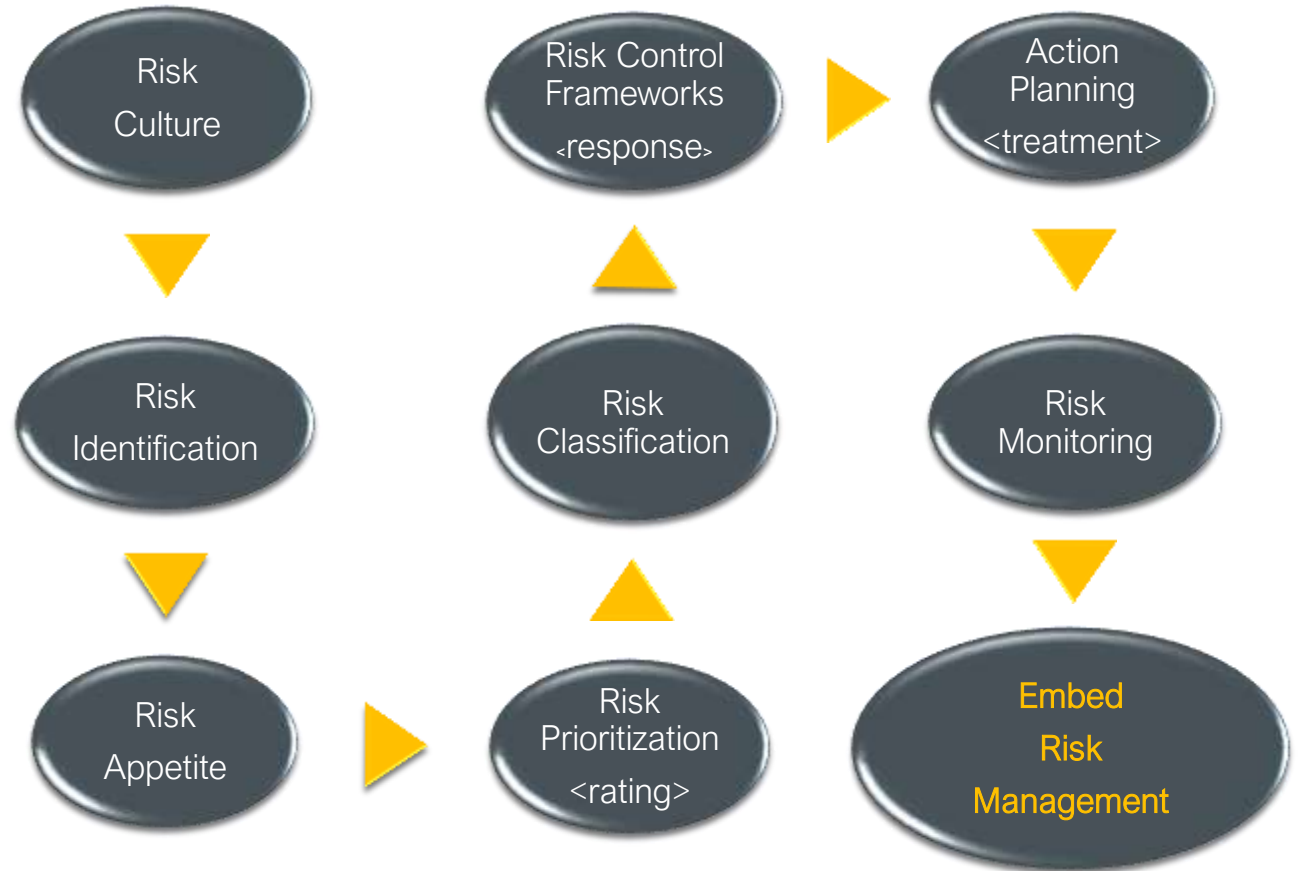 Risk
Culture
Risk
Identification
Risk
Appetite
Risk
Prioritization
<rating>
Risk
Classification
Risk Control
Frameworks
<response>
Action
Planning
<treatment>
Risk
Monitoring
Embed
Risk
Management